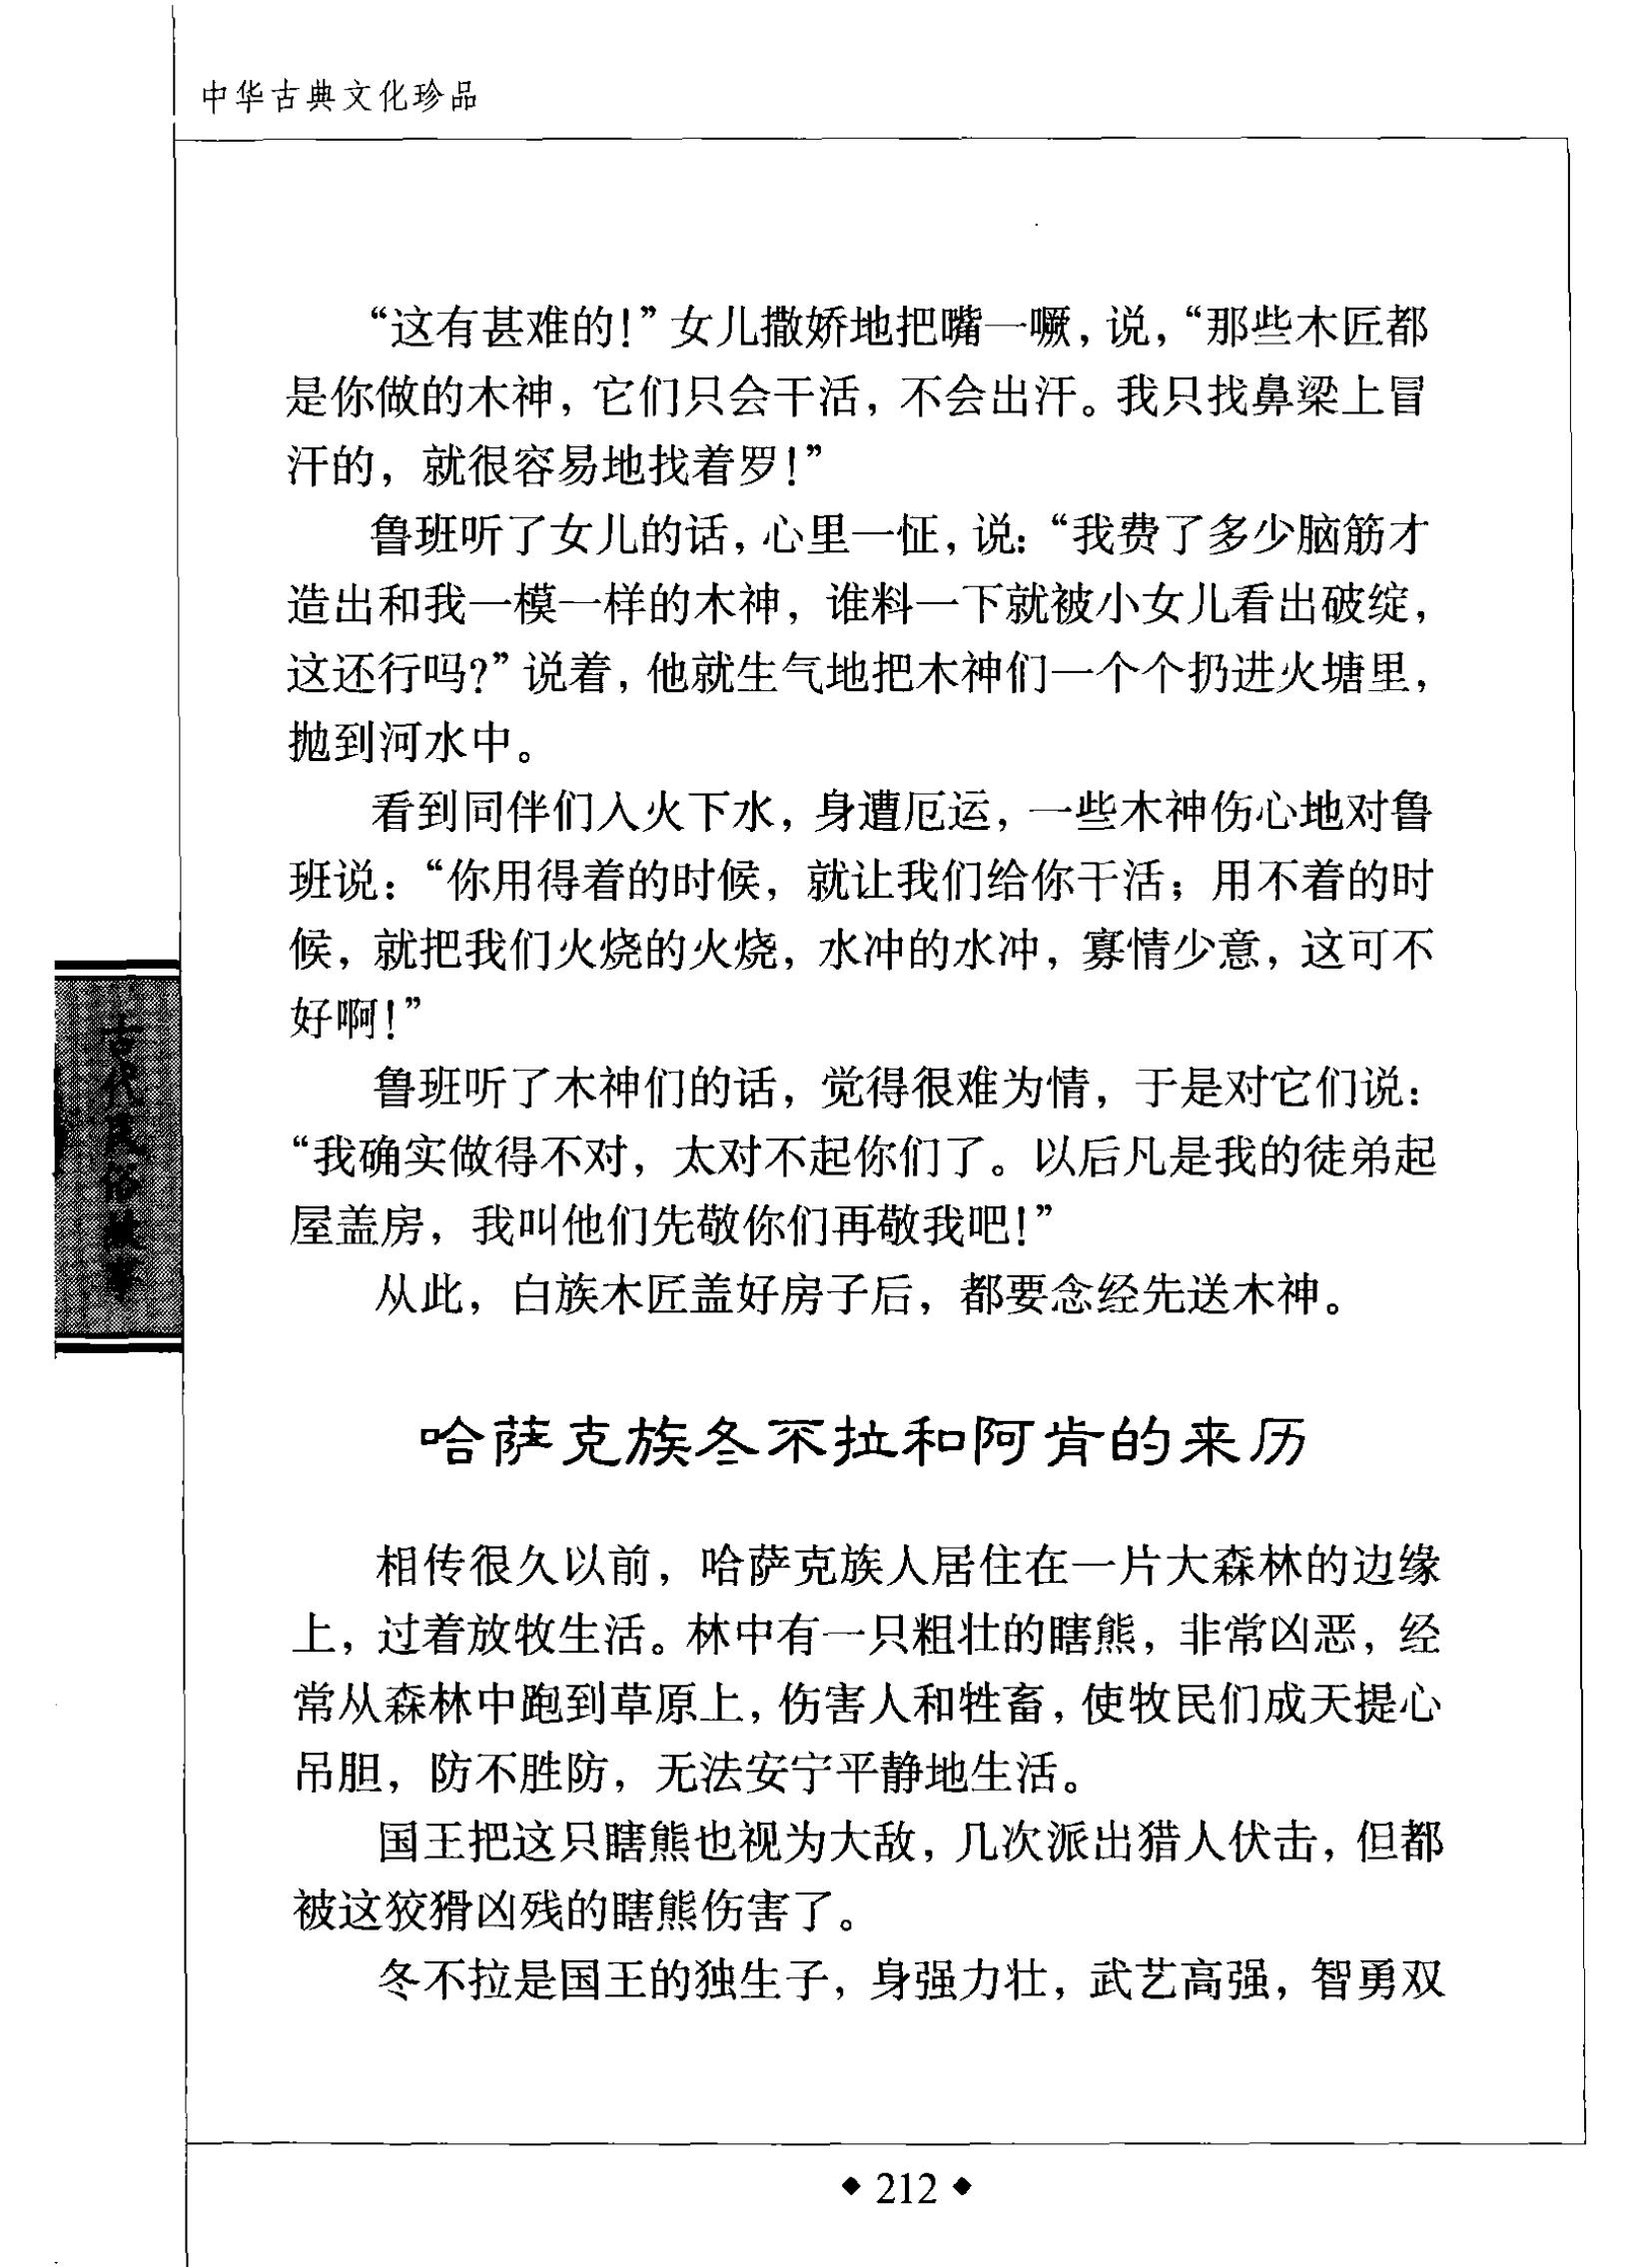 中华古典文化珍品
“这有甚难的！”女儿撒娇地把嘴一噘，说，“那些木匠都
是你做的木神，它们只会干活，不会出汗。我只找鼻梁上冒
汗的，就很容易地找着罗！”
鲁班听了女儿的话，心里一怔，说：“我费了多少脑筋才
造出和我一模一样的木神，谁料一下就被小女儿看出破绽，
这还行吗？”说着，他就生气地把木神们一个个扔进火塘里，
抛到河水中。
看到同伴们入火下水，身遭厄运，一些木神伤心地对鲁
班说：“你用得着的时候，就让我们给你干活；用不着的时
候，就把我们火烧的火烧，水冲的水冲，寡情少意，这可不
好啊！”
鲁班听了木神们的话，觉得很难为情，于是对它们说：
“我确实做得不对，太对不起你们了。以后凡是我的徒弟起
屋盖房，我叫他们先敬你们再敬我吧！”
从此，白族木匠盖好房子后，都要念经先送木神。
古代民俗故事
哈萨克族冬不拉和阿肯的来历
相传很久以前，哈萨克族人居住在一片大森林的边缘
上，过着放牧生活。林中有一只粗壮的瞎熊，非常凶恶，经
常从森林中跑到草原上，伤害人和牲畜，使牧民们成天提心
吊胆，防不胜防，无法安宁平静地生活。
国王把这只瞎熊也视为大敌，几次派出猎人伏击，但都
被这狡猾凶残的瞎熊伤害了。
冬不拉是国王的独生子，身强力壮，武艺高强，智勇双
◆ 212 ◆